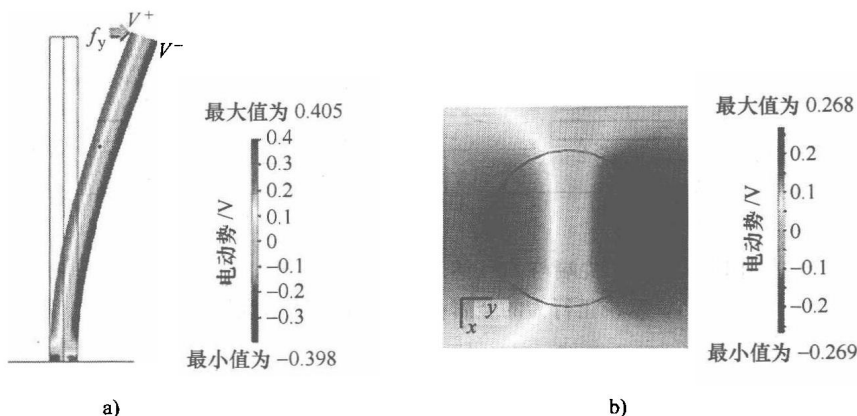 V⁺
f_y
V⁻
最大值为 0.405
0.4
0.3
0.2
0.1
0
−0.1
−0.2
−0.3
电动势 /V
最小值为 −0.398
a)
y
x
最大值为 0.268
0.2
0.1
0
−0.1
−0.2
电动势 /V
最小值为 −0.269
b)